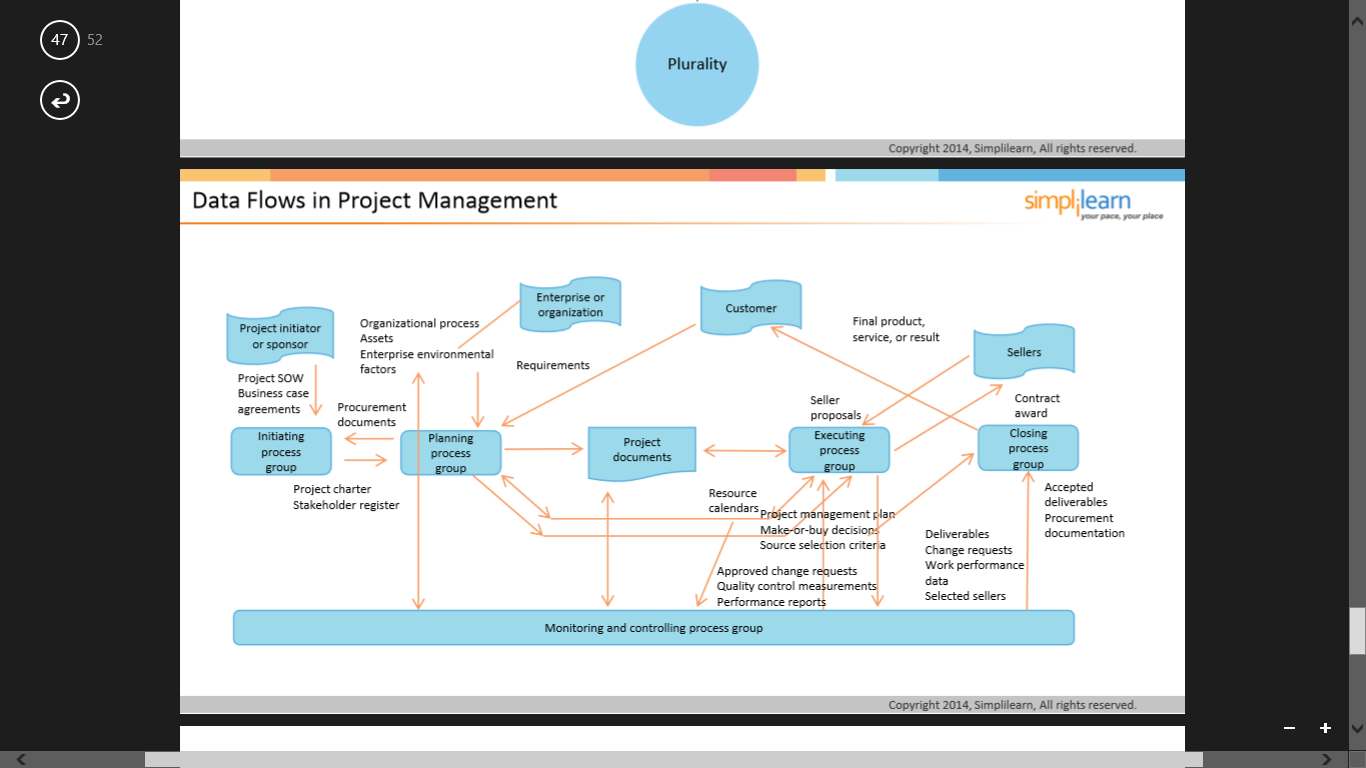 47 52
Plurality
Copyright 2014, Simplilearn, All rights reserved.
Data Flows in Project Management
simplilearn
your pace, your place
Project initiator
or sponsor
Organizational process
Assets
Enterprise environmental
factors
Enterprise or
organization
Customer
Final product,
service, or result
Sellers
Project SOW
Business case
agreements
Requirements
Procurement
documents
Seller
proposals
Contract
award
Initiating
process
group
Planning
process
group
Project
documents
Executing
process
group
Closing
process
group
Project charter
Stakeholder register
Resource
calendars
Project management plan
Make-or-buy decisions
Source selection criteria
Accepted
deliverables
Procurement
documentation
Deliverables
Change requests
Work performance
data
Selected sellers
Approved change requests
Quality control measurements
Performance reports
Monitoring and controlling process group
Copyright 2014, Simplilearn, All rights reserved.